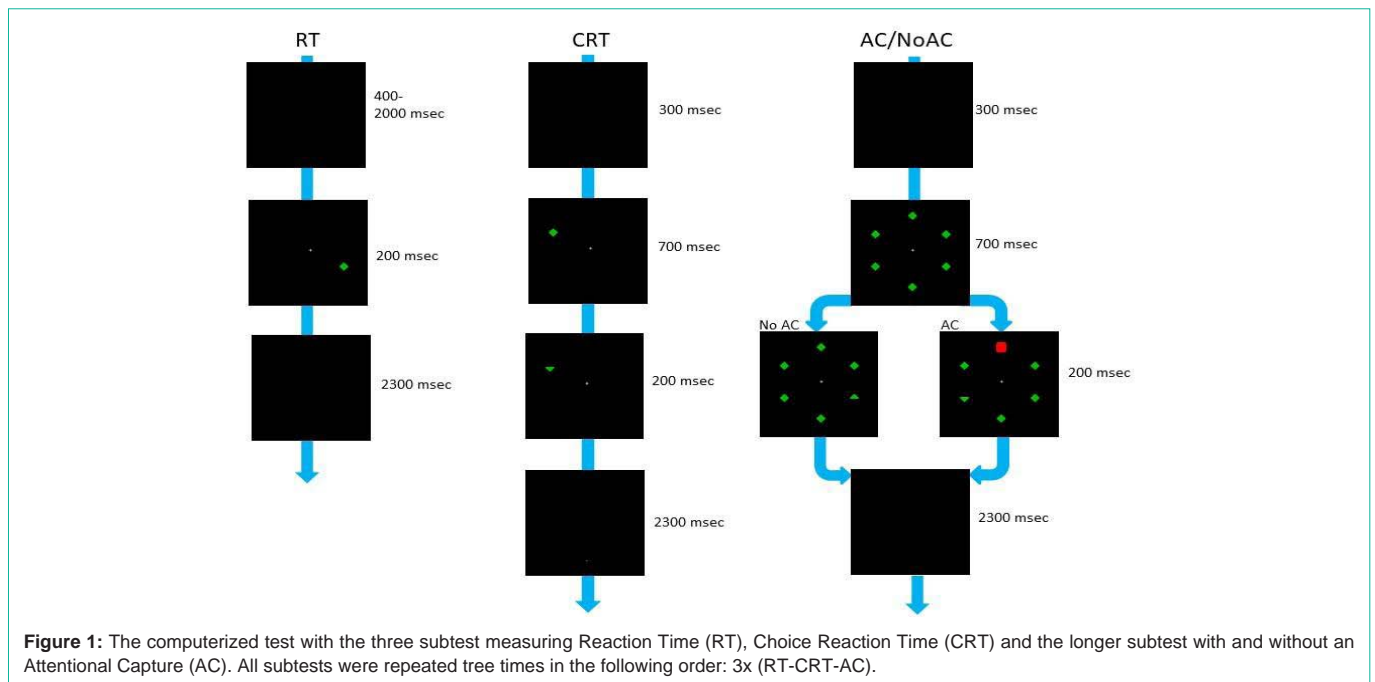 RT
CRT
AC/NoAC
400-
2000 msec
300 msec
300 msec
200 msec
700 msec
700 msec
No AC
AC
2300 msec
200 msec
200 msec
2300 msec
2300 msec
Figure 1: The computerized test with the three subtest measuring Reaction Time (RT), Choice Reaction Time (CRT) and the longer subtest with and without an
Attentional Capture (AC). All subtests were repeated tree times in the following order: 3x (RT-CRT-AC).